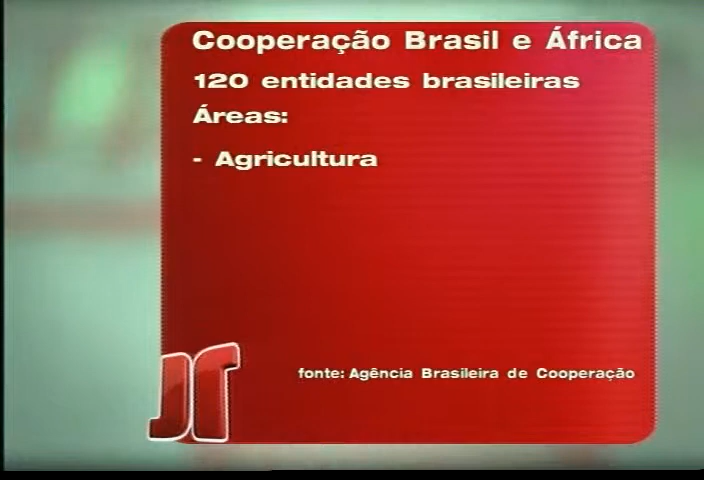 Cooperação Brasil e África
120 entidades brasileiras
Áreas:
- Agricultura
fonte: Agência Brasileira de Cooperação
JR